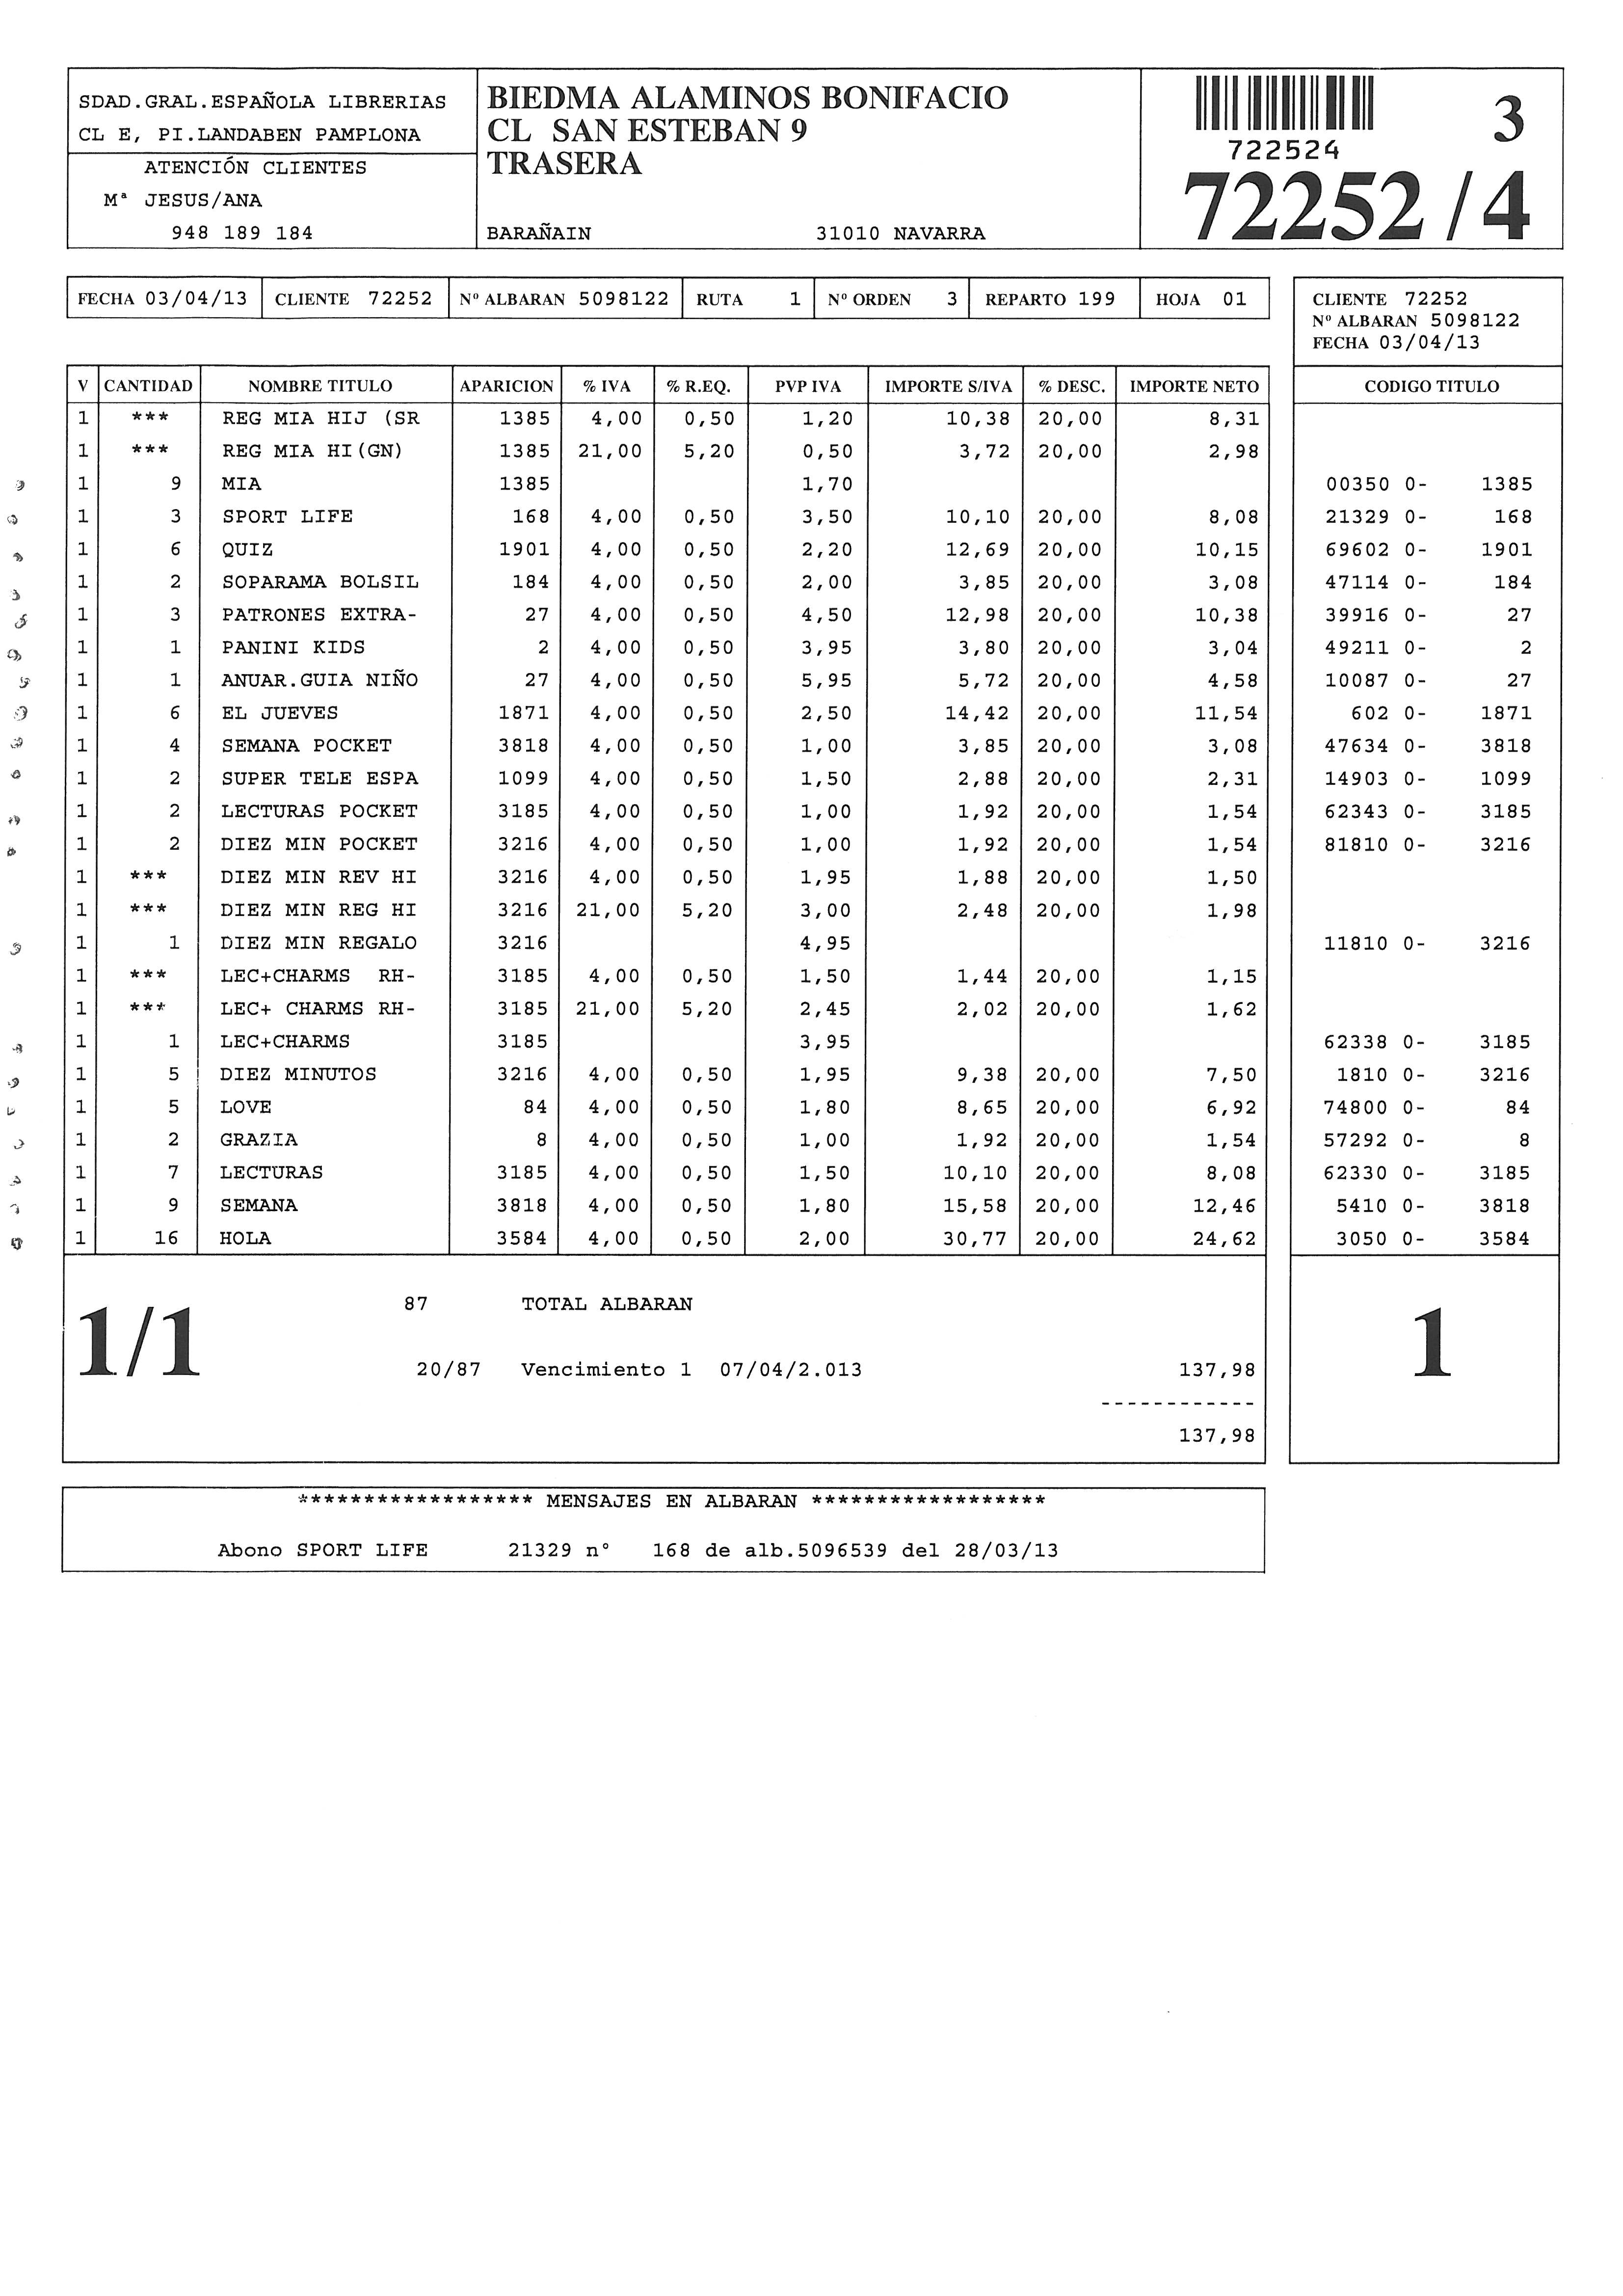 SDAD.GRAL.ESPAÑOLA LIBRERIAS
CL E, PI.LANDABEN PAMPLONA
ATENCIÓN CLIENTES
Mª JESUS/ANA
948 189 184
BIEDMA ALAMINOS BONIFACIO
CL SAN ESTEBAN 9
TRASERA
BARAÑAIN 31010 NAVARRA
722524
3
72252 / 4
FECHA 03/04/13 CLIENTE 72252 Nº ALBARAN 5098122 RUTA 1 Nº ORDEN 3 REPARTO 199 HOJA 01
CLIENTE 72252
Nº ALBARAN 5098122
FECHA 03/04/13
V CANTIDAD NOMBRE TITULO APARICION % IVA % R.EQ. PVP IVA IMPORTE S/IVA % DESC. IMPORTE NETO CODIGO TITULO
1 *** REG MIA HIJ (SR 1385 4,00 0,50 1,20 10,38 20,00 8,31
1 *** REG MIA HI(GN) 1385 21,00 5,20 0,50 3,72 20,00 2,98
1 9 MIA 1385 1,70 00350 0- 1385
1 3 SPORT LIFE 168 4,00 0,50 3,50 10,10 20,00 8,08 21329 0- 168
1 6 QUIZ 1901 4,00 0,50 2,20 12,69 20,00 10,15 69602 0- 1901
1 2 SOPARAMA BOLSIL 184 4,00 0,50 2,00 3,85 20,00 3,08 47114 0- 184
1 3 PATRONES EXTRA- 27 4,00 0,50 4,50 12,98 20,00 10,38 39916 0- 27
1 1 PANINI KIDS 2 4,00 0,50 3,95 3,80 20,00 3,04 49211 0- 2
1 1 ANUAR.GUIA NIÑO 27 4,00 0,50 5,95 5,72 20,00 4,58 10087 0- 27
1 6 EL JUEVES 1871 4,00 0,50 2,50 14,42 20,00 11,54 602 0- 1871
1 4 SEMANA POCKET 3818 4,00 0,50 1,00 3,85 20,00 3,08 47634 0- 3818
1 2 SUPER TELE ESPA 1099 4,00 0,50 1,50 2,88 20,00 2,31 14903 0- 1099
1 2 LECTURAS POCKET 3185 4,00 0,50 1,00 1,92 20,00 1,54 62343 0- 3185
1 2 DIEZ MIN POCKET 3216 4,00 0,50 1,00 1,92 20,00 1,54 81810 0- 3216
1 *** DIEZ MIN REV HI 3216 4,00 0,50 1,95 1,88 20,00 1,50
1 *** DIEZ MIN REG HI 3216 21,00 5,20 3,00 2,48 20,00 1,98
1 1 DIEZ MIN REGALO 3216 4,95 11810 0- 3216
1 *** LEC+CHARMS RH- 3185 4,00 0,50 1,50 1,44 20,00 1,15
1 *** LEC+ CHARMS RH- 3185 21,00 5,20 2,45 2,02 20,00 1,62
1 1 LEC+CHARMS 3185 3,95 62338 0- 3185
1 5 DIEZ MINUTOS 3216 4,00 0,50 1,95 9,38 20,00 7,50 1810 0- 3216
1 5 LOVE 84 4,00 0,50 1,80 8,65 20,00 6,92 74800 0- 84
1 2 GRAZIA 8 4,00 0,50 1,00 1,92 20,00 1,54 57292 0- 8
1 7 LECTURAS 3185 4,00 0,50 1,50 10,10 20,00 8,08 62330 0- 3185
1 9 SEMANA 3818 4,00 0,50 1,80 15,58 20,00 12,46 5410 0- 3818
1 16 HOLA 3584 4,00 0,50 2,00 30,77 20,00 24,62 3050 0- 3584
87 TOTAL ALBARAN
1/1
20/87 Vencimiento 1 07/04/2.013 137,98
------------
137,98
1
****************** MENSAJES EN ALBARAN ******************
Abono SPORT LIFE 21329 nº 168 de alb.5096539 del 28/03/13